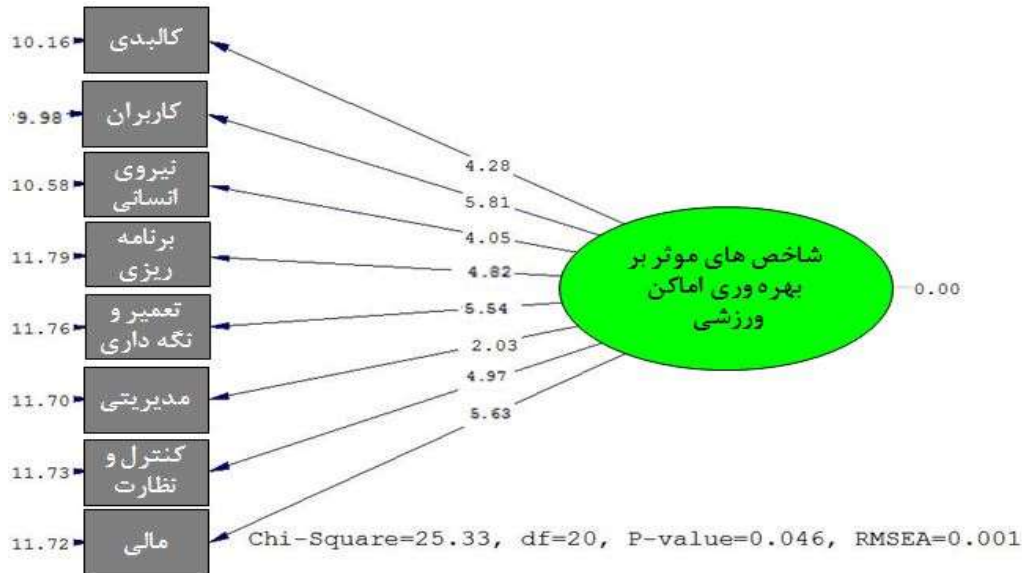 10.16
کالبدی
9.98
کاربران
10.58
نیروی
انسانی
11.79
برنامه
ریزی
11.76
تعمیر و
نگه داری
11.70
مدیریتی
11.73
کنترل و
نظارت
11.72
مالی
4.28
5.81
4.05
4.82
5.54
2.03
4.97
5.63
شاخص های موثر بر
بهره وری اماکن
ورزشی
0.00
Chi-Square=25.33, df=20, P-value=0.046, RMSEA=0.001